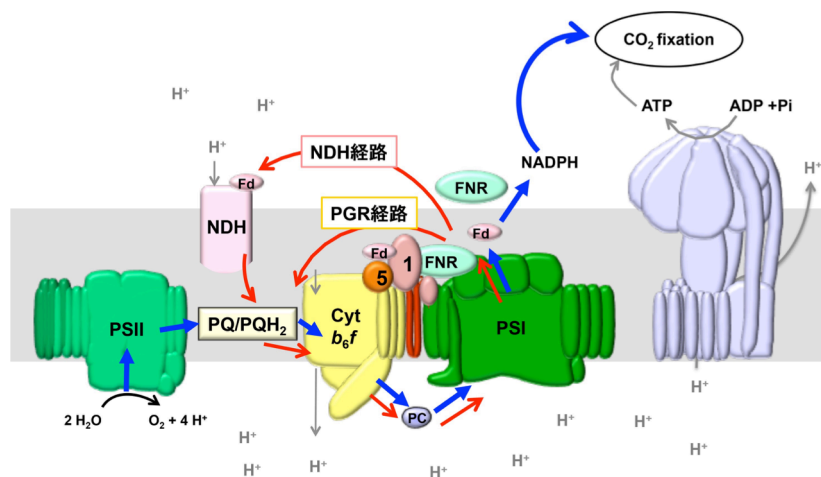 CO₂ fixation
H⁺
H⁺
ATP
ADP +Pi
H⁺
NDH経路
NADPH
H⁺
Fd
FNR
PGR経路
NDH
Fd
Fd
1
FNR
5
PSII
PQ/PQH₂
Cyt
b₆f
PSI
H⁺
PC
2 H₂O
O₂ + 4 H⁺
H⁺
H⁺
H⁺
H⁺
H⁺
H⁺
H⁺
H⁺
H⁺